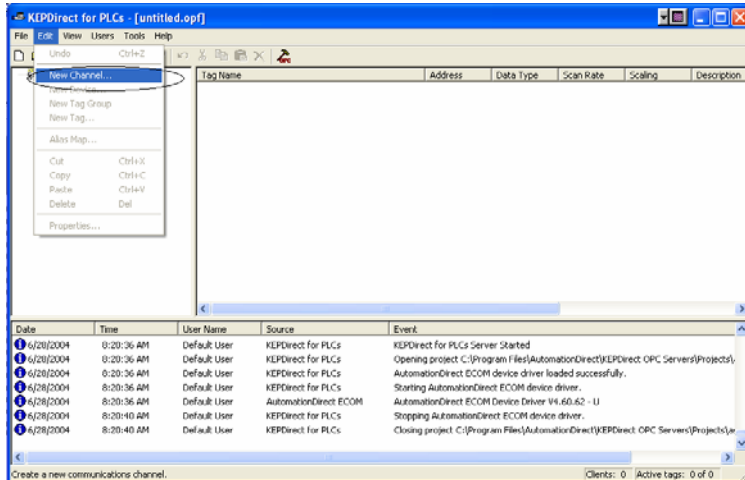 KEPDirect for PLCs - [untitled.opf]
File Edit View Users Tools Help
Undo Ctrl+Z
New Channel...
New Device...
New Tag Group
New Tag...
Alias Map...
Cut Ctrl+X
Copy Ctrl+C
Paste Ctrl+V
Delete Del
Properties...
Tag Name Address Data Type Scan Rate Scaling Description
Date Time User Name Source Event
6/28/2004 8:20:36 AM Default User KEPDirect for PLCs KEPDirect for PLCs Server Started
6/28/2004 8:20:36 AM Default User KEPDirect for PLCs Opening project C:\Program Files\AutomationDirect\KEPDirect OPC Servers\Projects\
6/28/2004 8:20:36 AM Default User KEPDirect for PLCs AutomationDirect ECOM device driver loaded successfully.
6/28/2004 8:20:36 AM Default User KEPDirect for PLCs Starting AutomationDirect ECOM device driver.
6/28/2004 8:20:36 AM Default User AutomationDirect ECOM AutomationDirect ECOM Device Driver V4.60.62 - U
6/28/2004 8:20:40 AM Default User KEPDirect for PLCs Stopping AutomationDirect ECOM device driver.
6/28/2004 8:20:40 AM Default User KEPDirect for PLCs Closing project C:\Program Files\AutomationDirect\KEPDirect OPC Servers\Projects\
Create a new communications channel. Clients: 0 Active tags: 0 of 0